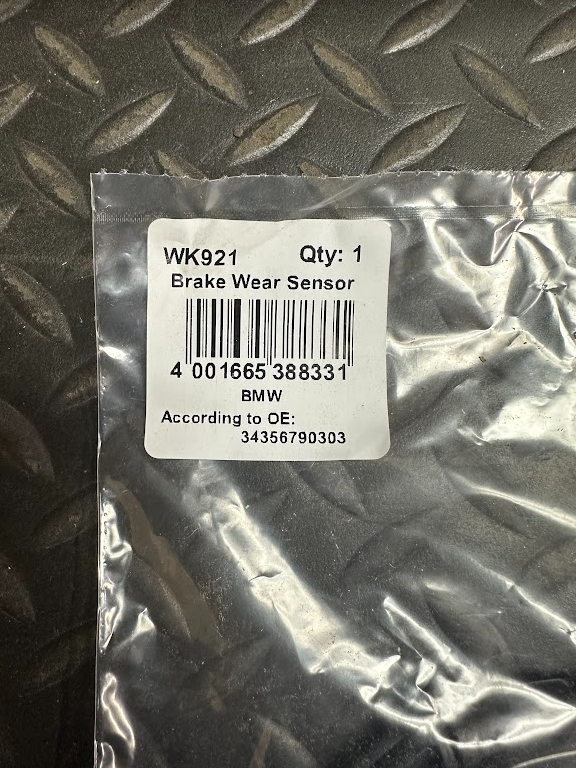 WK921 Qty: 1
Brake Wear Sensor
4 001665 388331
BMW
According to OE:
34356790303